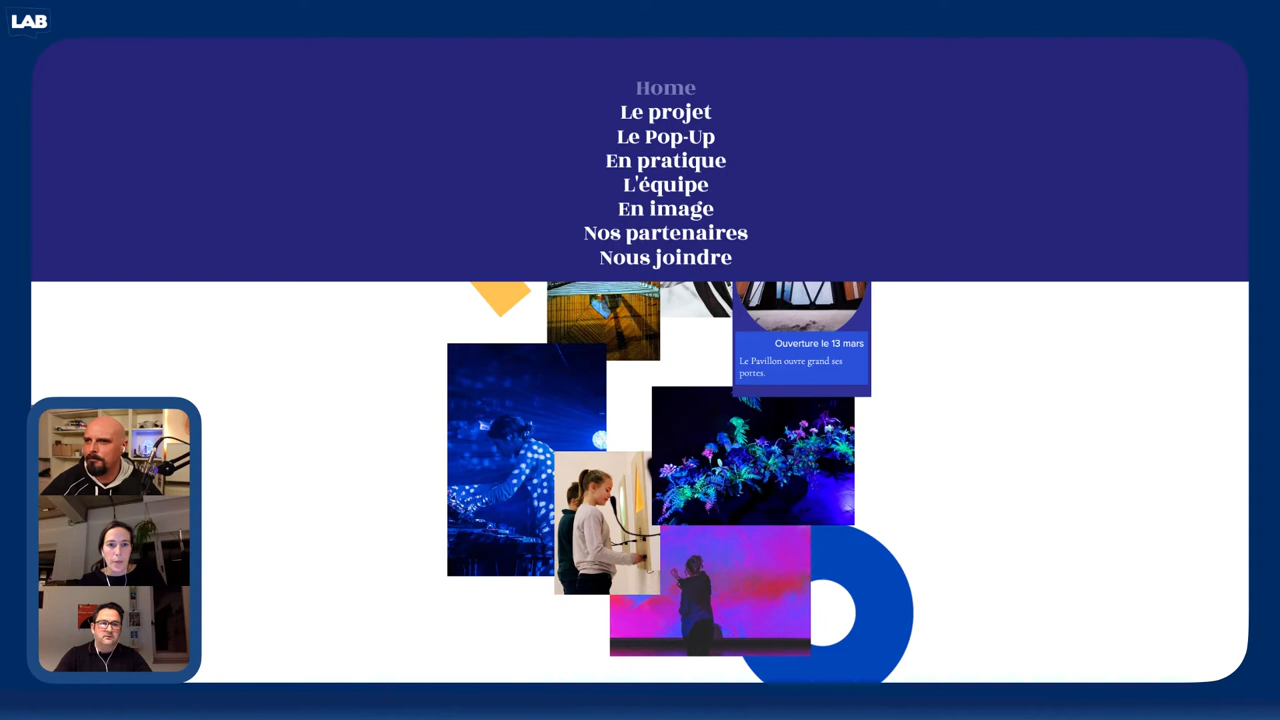 LAB
Home
Le projet
Le Pop-Up
En pratique
L'équipe
En image
Nos partenaires
Nous joindre
Ouverture le 13 mars
Le Pavillon ouvre grand ses
portes.